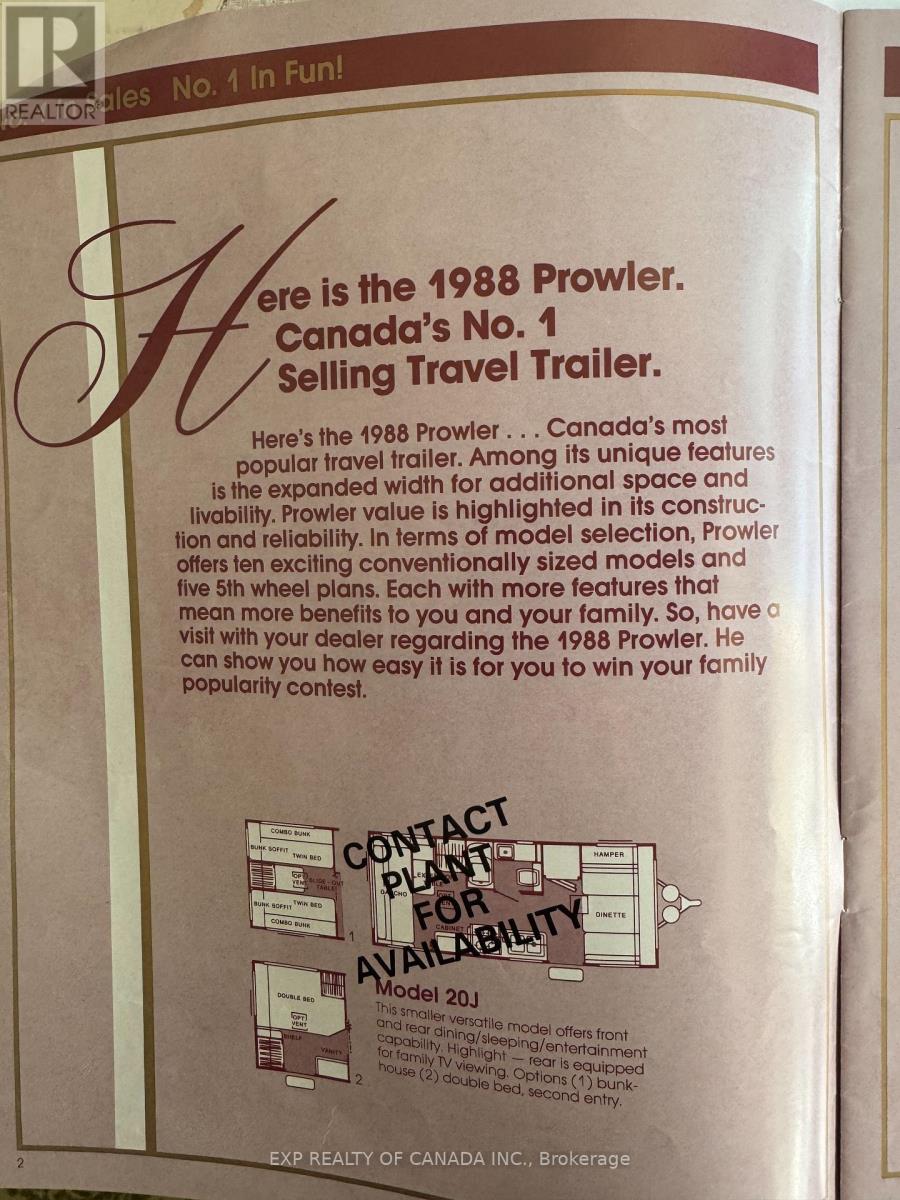 REALTOR®
ales No. 1 In Fun!
Here is the 1988 Prowler.
Canada's No. 1
Selling Travel Trailer.
Here's the 1988 Prowler . . . Canada's most
popular travel trailer. Among its unique features
is the expanded width for additional space and
livability. Prowler value is highlighted in its construc-
tion and reliability. In terms of model selection, Prowler
offers ten exciting conventionally sized models and
five 5th wheel plans. Each with more features that
mean more benefits to you and your family. So, have a
visit with your dealer regarding the 1988 Prowler. He
can show you how easy it is for you to win your family
popularity contest.
COMBO BUNK
BUNK SOFFIT TWIN BED
OPT VENT
SLIDE-OUT TABLE
BUNK SOFFIT TWIN BED
COMBO BUNK
1
CONTACT
PLANT
FOR
AVAILABILITY
HAMPER
DINETTE
CABINET
DOUBLE BED
OPT
VENT
SHELF
VANITY
2
Model 20J
This smaller versatile model offers front
and rear dining/sleeping/entertainment
capability. Highlight — rear is equipped
for family TV viewing. Options (1) bunk-
house (2) double bed, second entry.
2
EXP REALTY OF CANADA INC., Brokerage